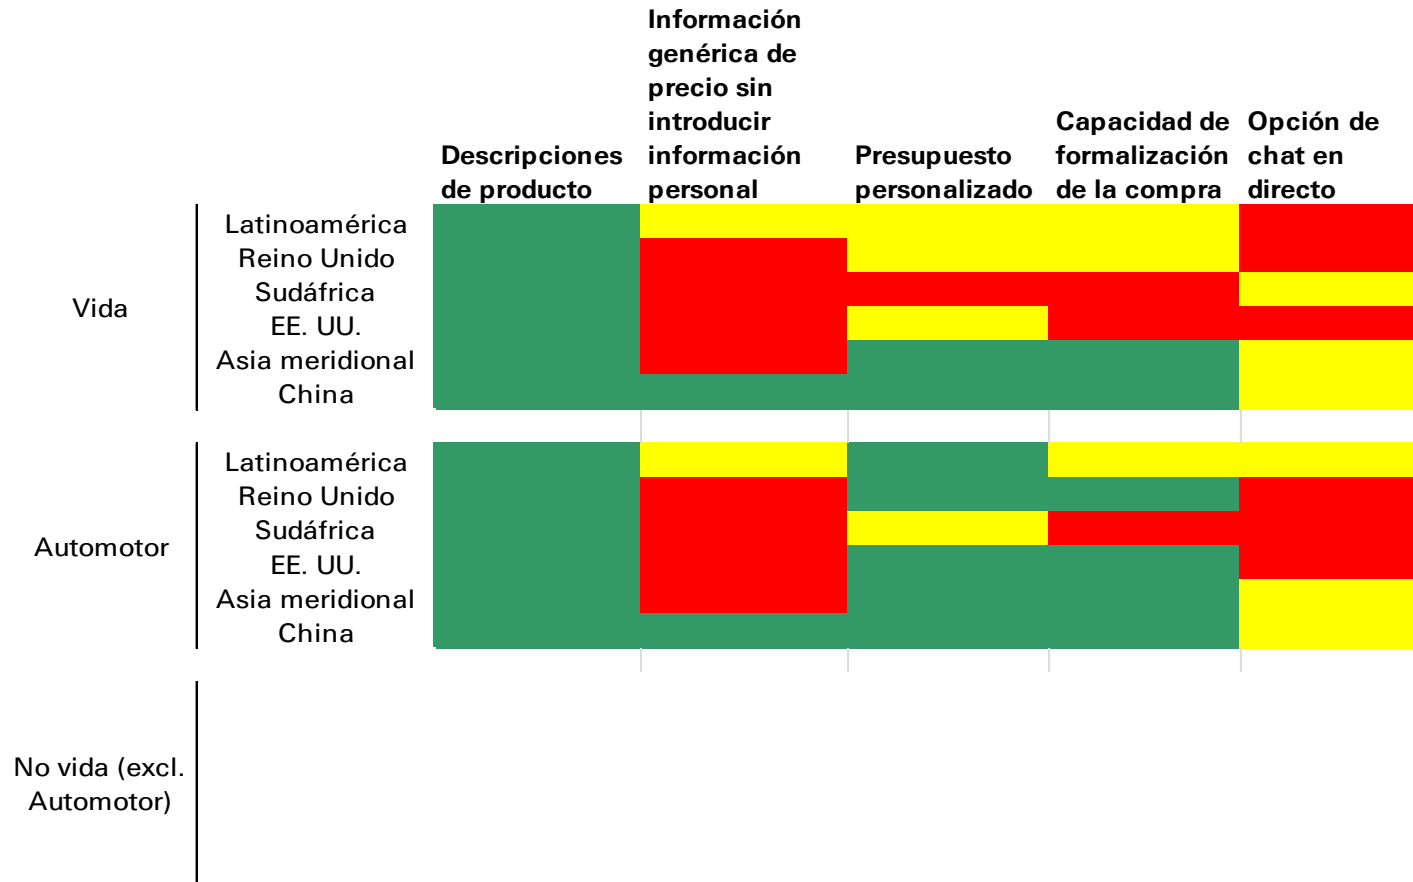 Información
genérica de
precio sin
introducir
información
personal
Descripciones
de producto
Presupuesto
personalizado
Capacidad de
formalización
de la compra
Opción de
chat en
directo
Vida
Latinoamérica
Reino Unido
Sudáfrica
EE. UU.
Asia meridional
China
Automotor
Latinoamérica
Reino Unido
Sudáfrica
EE. UU.
Asia meridional
China
No vida (excl.
Automotor)